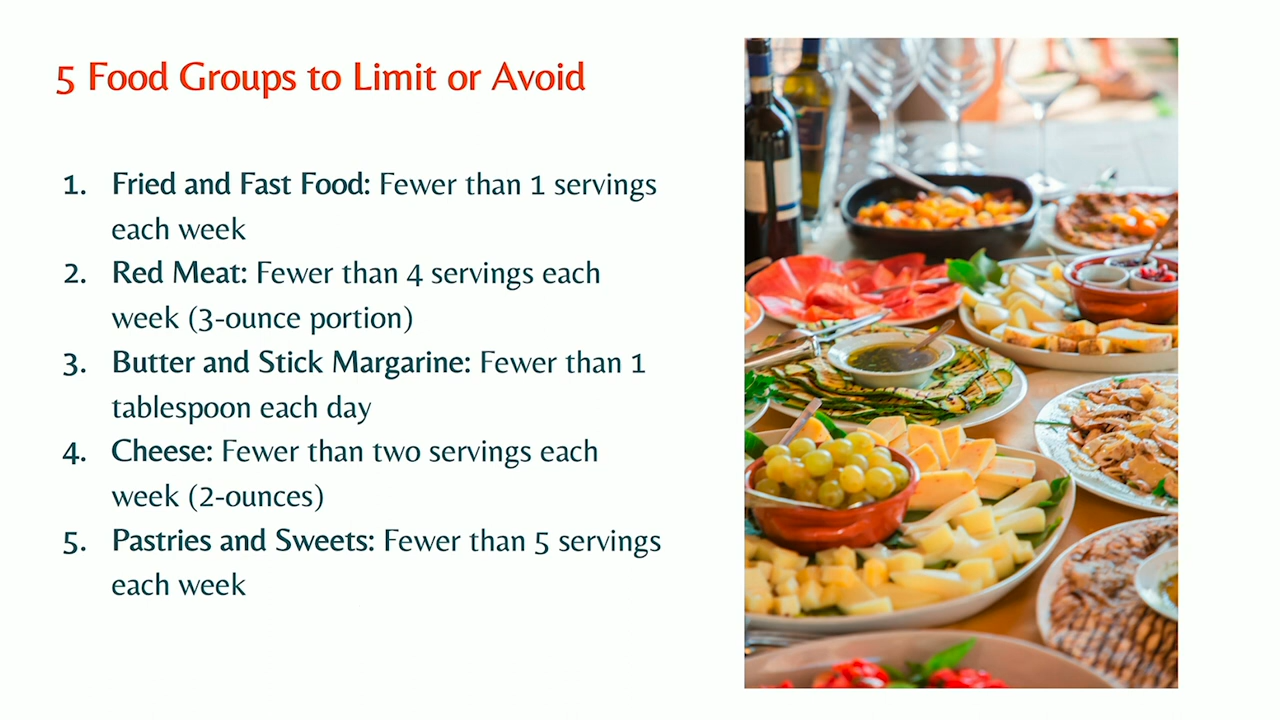 5 Food Groups to Limit or Avoid
1. Fried and Fast Food: Fewer than 1 servings
each week
2. Red Meat: Fewer than 4 servings each
week (3-ounce portion)
3. Butter and Stick Margarine: Fewer than 1
tablespoon each day
4. Cheese: Fewer than two servings each
week (2-ounces)
5. Pastries and Sweets: Fewer than 5 servings
each week